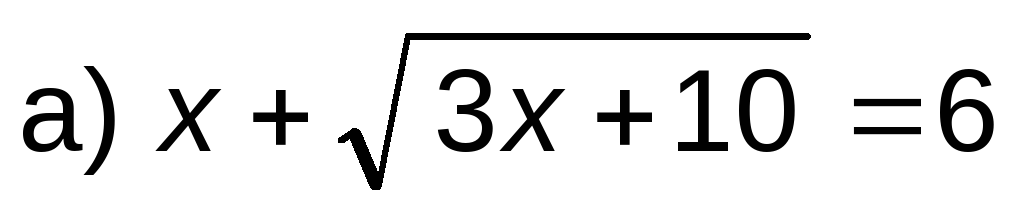 а) x + √3x + 10 = 6